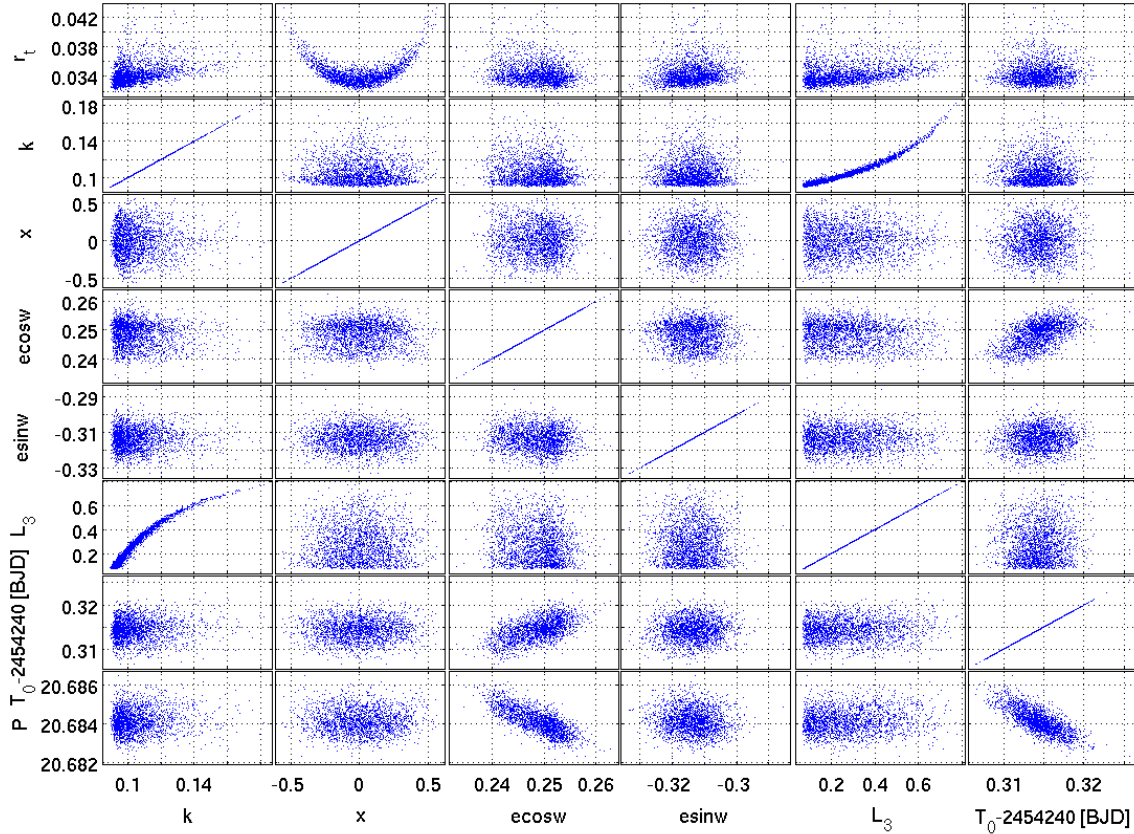 r_t
0.042
0.038
0.034
k
0.18
0.14
0.1
x
0.5
0
-0.5
ecosw
0.26
0.25
0.24
esinw
-0.29
-0.31
-0.33
L_3
0.6
0.4
0.2
T_0-2454240 [BJD]
0.32
0.31
P
20.686
20.684
20.682
0.1 0.14
-0.5 0 0.5
0.24 0.25 0.26
-0.32 -0.3
0.2 0.4 0.6
0.31 0.32
k x ecosw esinw L_3 T_0-2454240 [BJD]